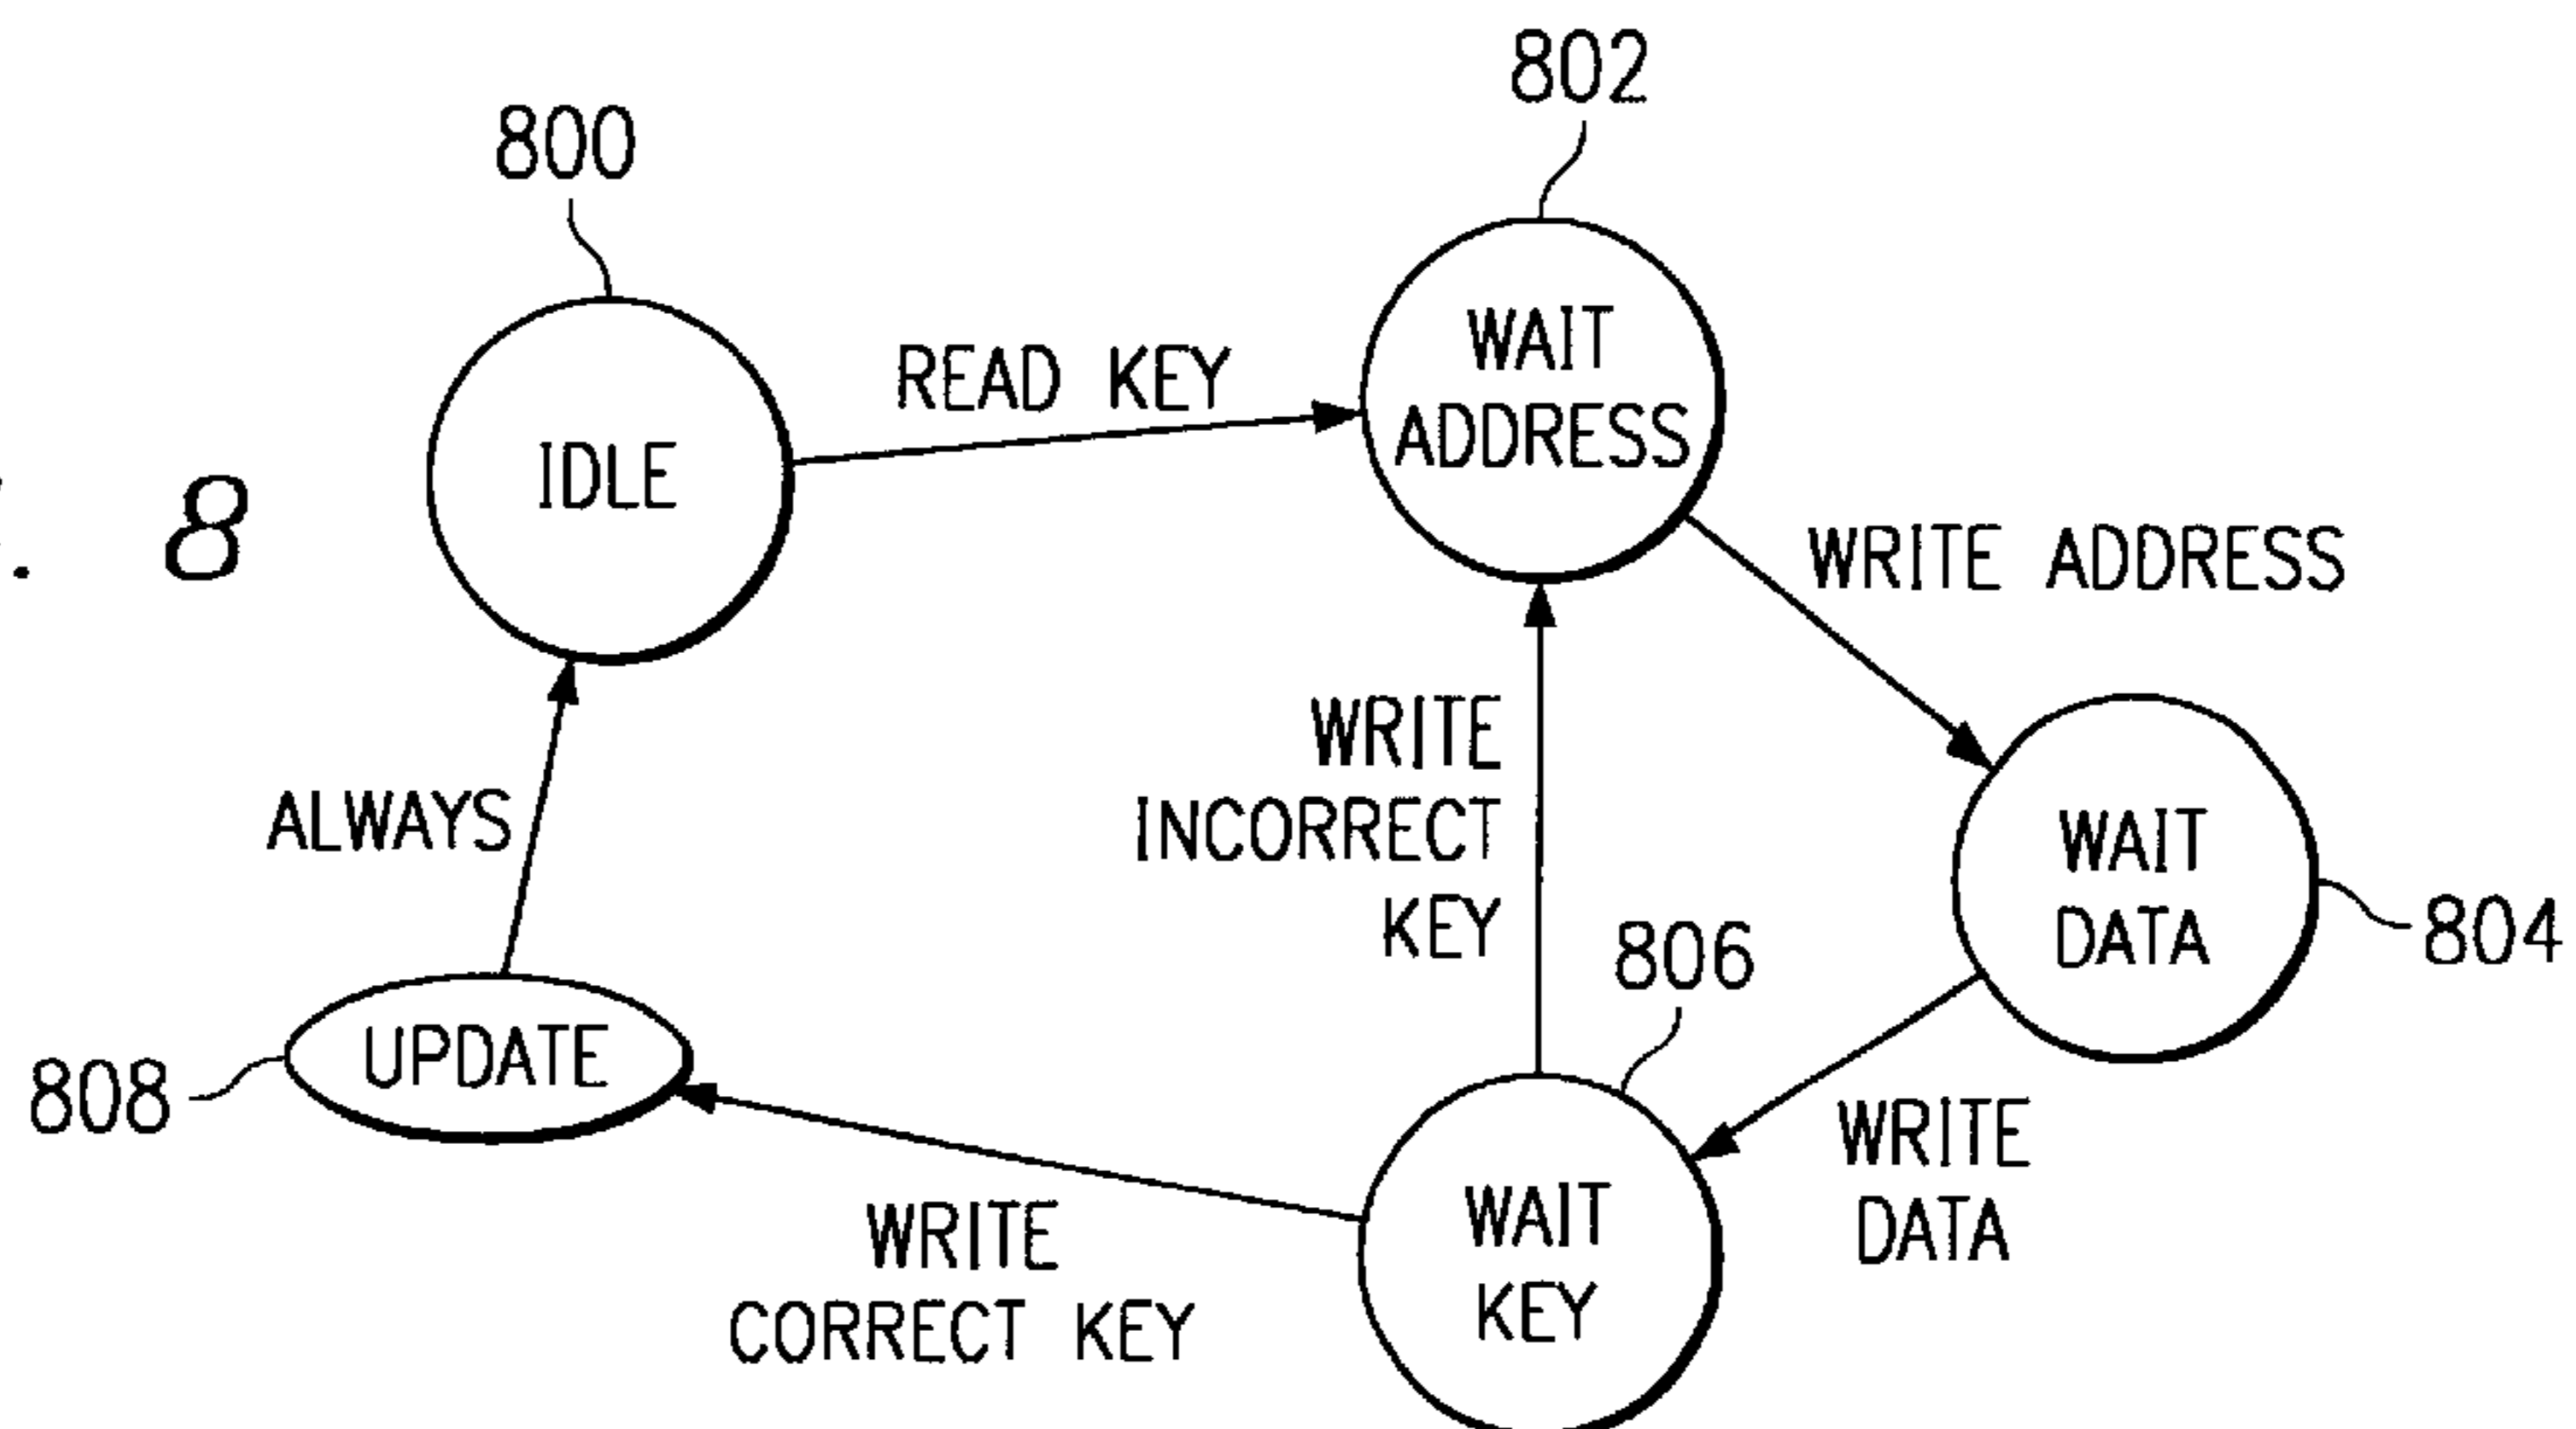 802
800
WAIT
ADDRESS
READ KEY
IDLE
. 8
WRITE ADDRESS
WRITE
INCORRECT
KEY
ALWAYS
WAIT
DATA
804
806
UPDATE
808
WRITE
DATA
WAIT
KEY
WRITE
CORRECT KEY